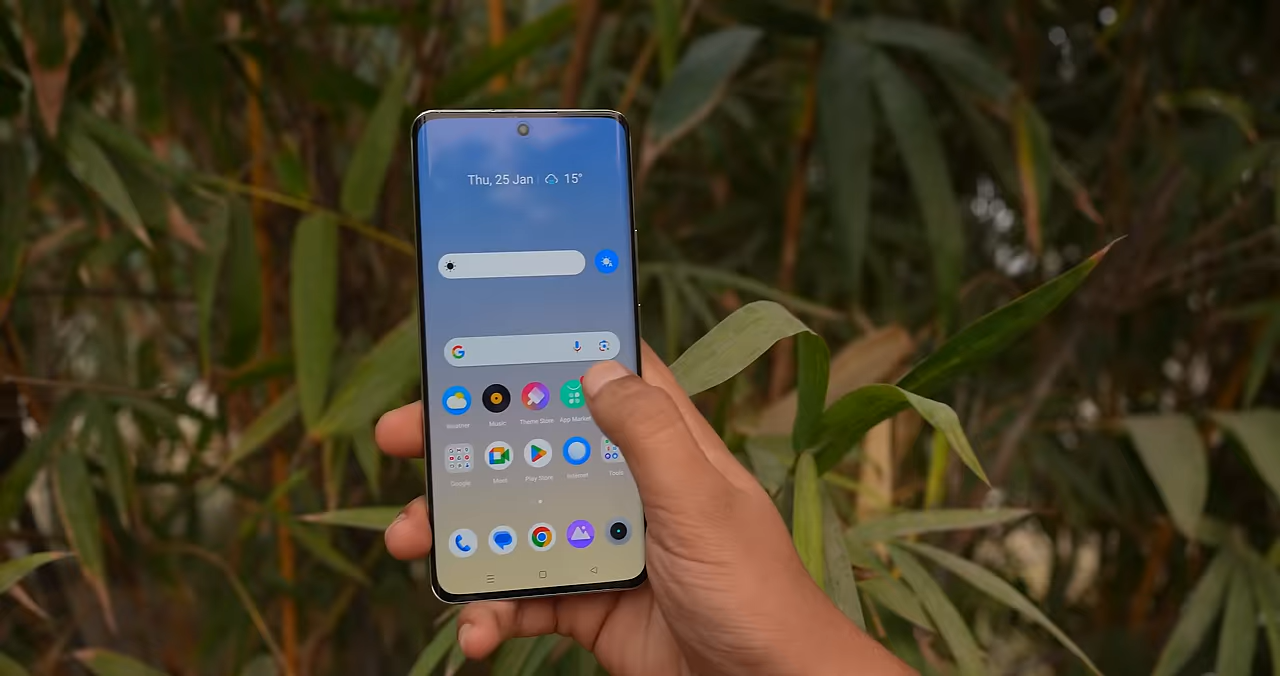 Thu, 25 Jan 15°
Weather Music Theme Store App Market
Google Meet Play Store Internet Tools